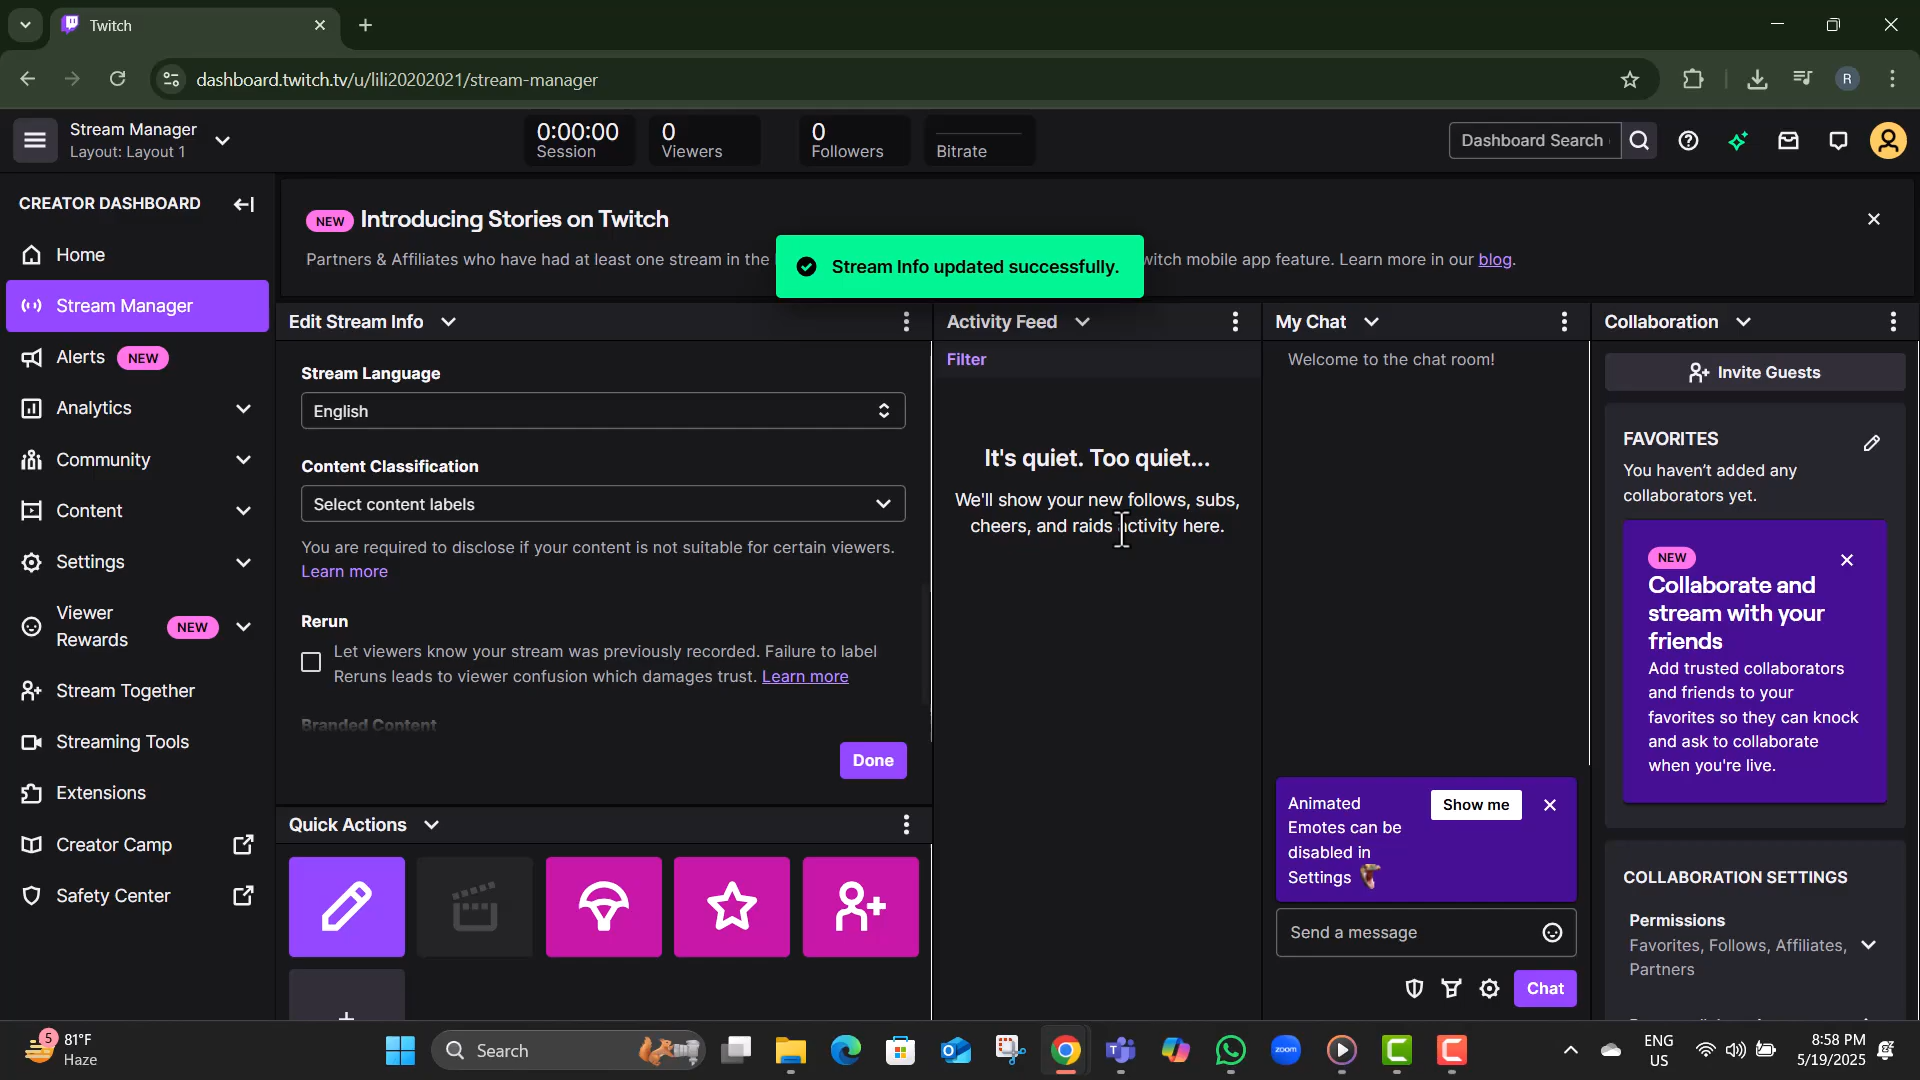 Twitch
dashboard.twitch.tv/u/lili20202021/stream-manager
R
Stream Manager
Layout: Layout 1
0:00:00
Session
0
Viewers
0
Followers
Bitrate
Dashboard Search
CREATOR DASHBOARD
Home
Stream Manager
Alerts NEW
Analytics
Community
Content
Settings
Viewer Rewards NEW
Stream Together
Streaming Tools
Extensions
Creator Camp
Safety Center
NEW Introducing Stories on Twitch
Partners & Affiliates who have had at least one stream in the
witch mobile app feature. Learn more in our blog.
Stream Info updated successfully.
Edit Stream Info
Stream Language
English
Content Classification
Select content labels
You are required to disclose if your content is not suitable for certain viewers.
Learn more
Rerun
Let viewers know your stream was previously recorded. Failure to label
Reruns leads to viewer confusion which damages trust. Learn more
Branded Content
Done
Quick Actions
Activity Feed
Filter
It's quiet. Too quiet...
We'll show your new follows, subs,
cheers, and raids activity here.
My Chat
Welcome to the chat room!
Animated
Emotes can be
disabled in
Settings
Show me
Send a message
Chat
Collaboration
Invite Guests
FAVORITES
You haven't added any
collaborators yet.
NEW
Collaborate and
stream with your
friends
Add trusted collaborators
and friends to your
favorites so they can knock
and ask to collaborate
when you're live.
COLLABORATION SETTINGS
Permissions
Favorites, Follows, Affiliates,
Partners
5
81°F
Haze
Search
zoom
ENG
US
8:58 PM
5/19/2025